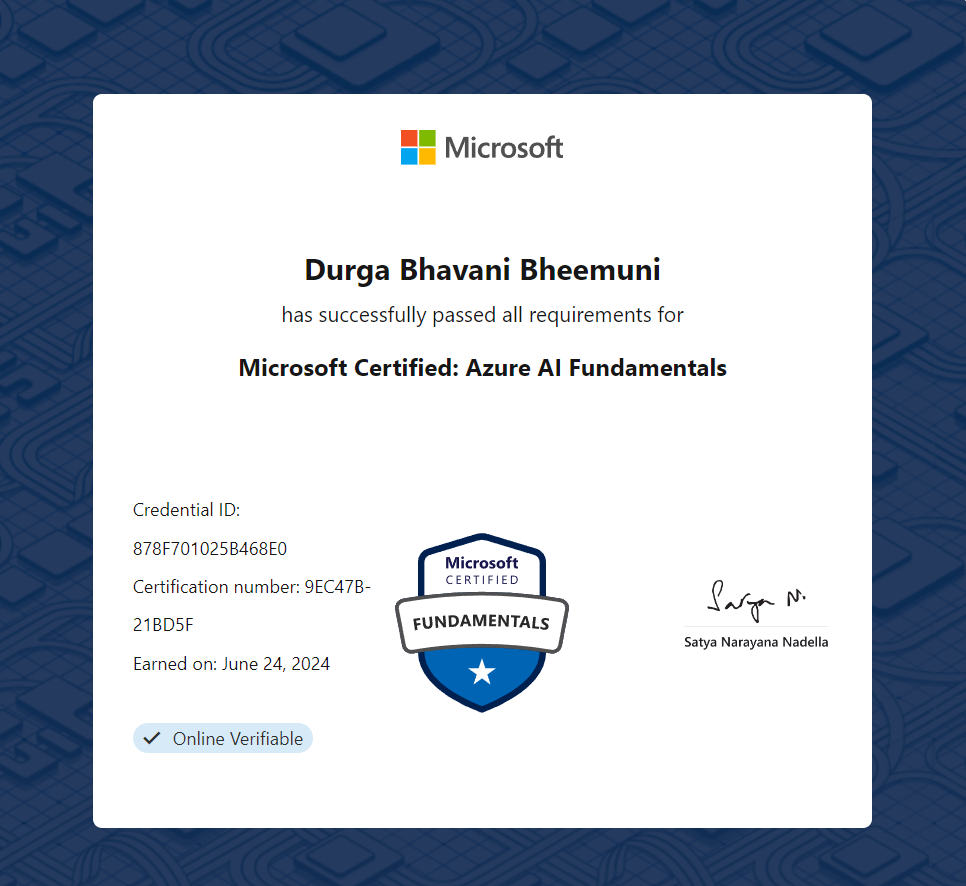 Microsoft
Durga Bhavani Bheemuni
has successfully passed all requirements for
Microsoft Certified: Azure AI Fundamentals
Credential ID:
878F701025B468E0
Certification number: 9EC47B-
21BD5F
Earned on: June 24, 2024
Online Verifiable
Microsoft
CERTIFIED
FUNDAMENTALS
Satya N.
Satya Narayana Nadella